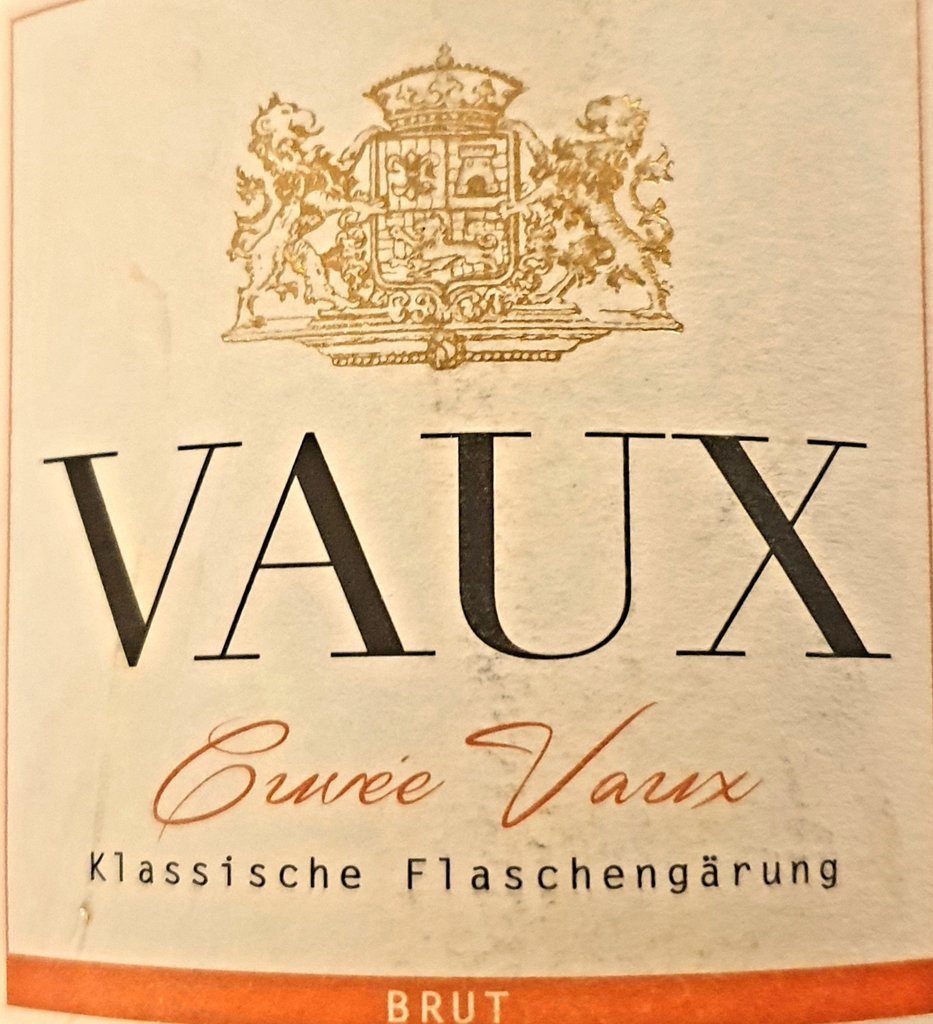 VAUX
Cuvée Vaux
Klassische Flaschengärung
BRUT